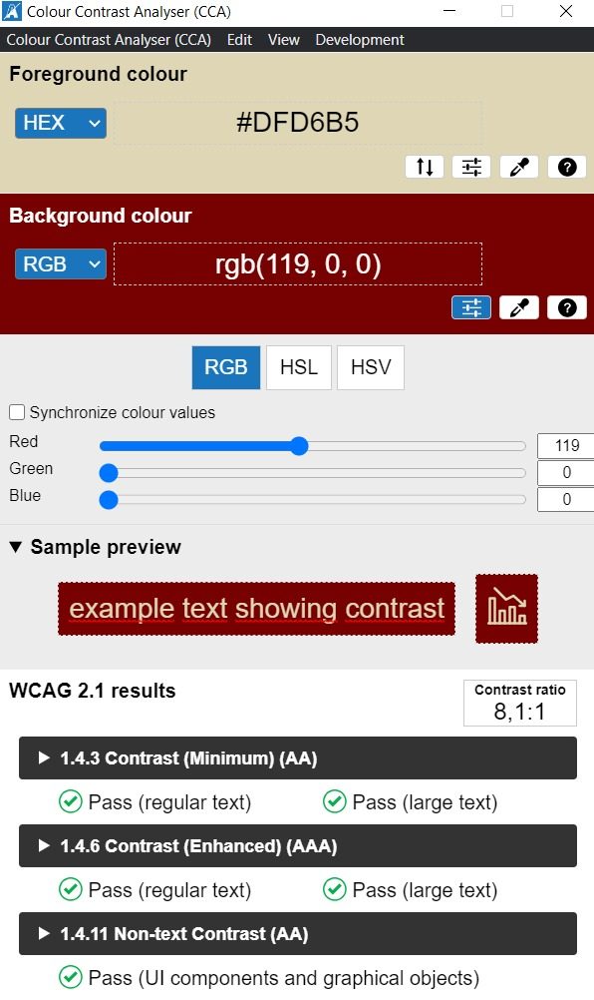 Colour Contrast Analyser (CCA)
Colour Contrast Analyser (CCA) Edit View Development
Foreground colour
HEX #DFD6B5
Background colour
RGB rgb(119, 0, 0)
RGB HSL HSV
Synchronize colour values
Red 119
Green 0
Blue 0
▼ Sample preview
example text showing contrast
WCAG 2.1 results
Contrast ratio
8,1:1
▶ 1.4.3 Contrast (Minimum) (AA)
Pass (regular text) Pass (large text)
▶ 1.4.6 Contrast (Enhanced) (AAA)
Pass (regular text) Pass (large text)
▶ 1.4.11 Non-text Contrast (AA)
Pass (UI components and graphical objects)